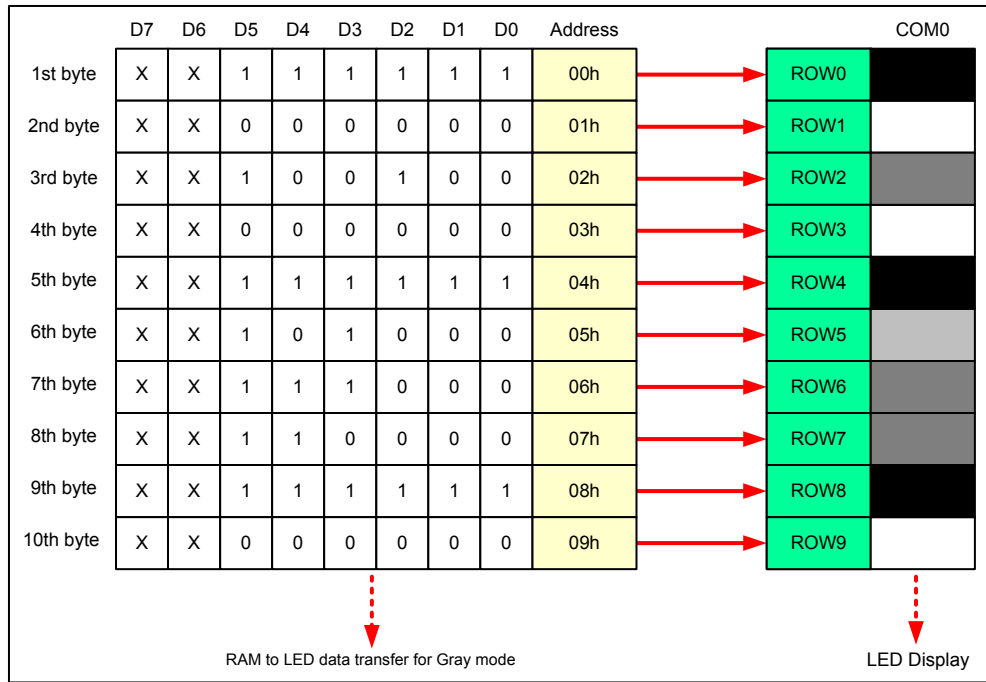 D7 D6 D5 D4 D3 D2 D1 D0 Address COM0
1st byte X X 1 1 1 1 1 1 00h ROW0
2nd byte X X 0 0 0 0 0 0 01h ROW1
3rd byte X X 1 0 0 1 0 0 02h ROW2
4th byte X X 0 0 0 0 0 0 03h ROW3
5th byte X X 1 1 1 1 1 1 04h ROW4
6th byte X X 1 0 1 0 0 0 05h ROW5
7th byte X X 1 1 1 0 0 0 06h ROW6
8th byte X X 1 1 0 0 0 0 07h ROW7
9th byte X X 1 1 1 1 1 1 08h ROW8
10th byte X X 0 0 0 0 0 0 09h ROW9
RAM to LED data transfer for Gray mode LED Display